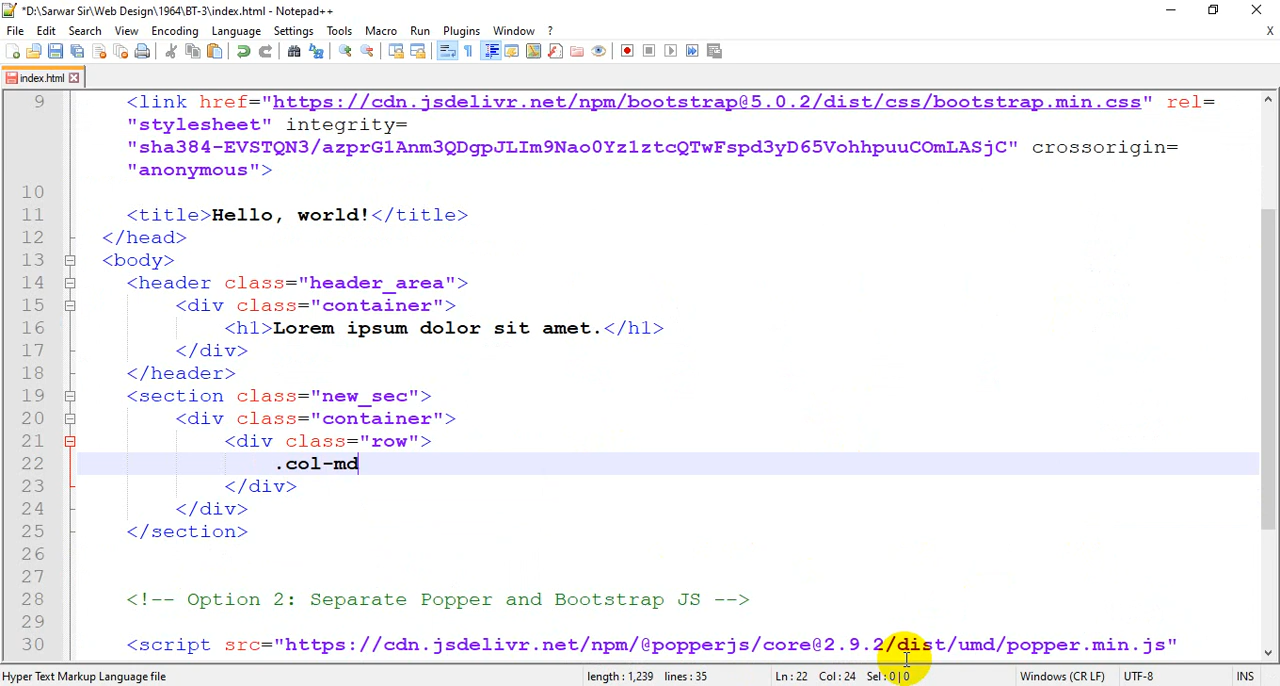 *D:\Sarwar Sir\Web Design\1964\BT-3\index.html - Notepad++
File Edit Search View Encoding Language Settings Tools Macro Run Plugins Window ? X
index.html
9 <link href="https://cdn.jsdelivr.net/npm/bootstrap@5.0.2/dist/css/bootstrap.min.css" rel=
"stylesheet" integrity=
"sha384-EVSTQN3/azprG1Anm3QDgpJLIm9Nao0Yz1ztcQTwFspd3yD65VohhpuuCOmLASjC" crossorigin=
"anonymous">
10
11 <title>Hello, world!</title>
12 </head>
13 <body>
14 <header class="header_area">
15 <div class="container">
16 <h1>Lorem ipsum dolor sit amet.</h1>
17 </div>
18 </header>
19 <section class="new_sec">
20 <div class="container">
21 <div class="row">
22 .col-md
23 </div>
24 </div>
25 </section>
26
27
28 <!-- Option 2: Separate Popper and Bootstrap JS -->
29
30 <script src="https://cdn.jsdelivr.net/npm/@popperjs/core@2.9.2/dist/umd/popper.min.js"
Hyper Text Markup Language file length : 1,239 lines : 35 Ln : 22 Col : 24 Sel : 0 | 0 Windows (CR LF) UTF-8 INS